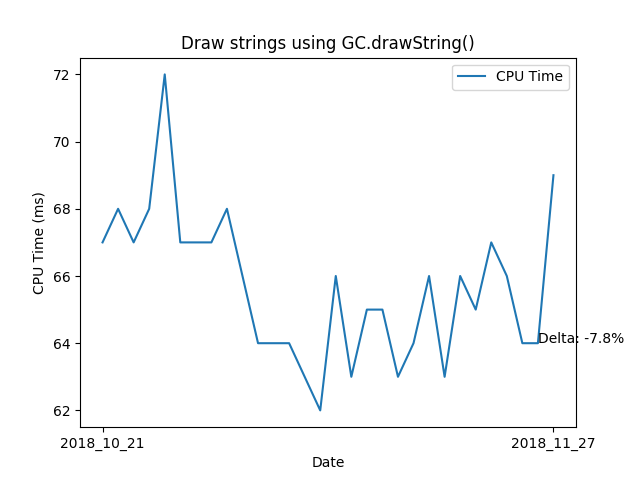 Draw strings using GC.drawString()
CPU Time
72
70
68
66
64
62
CPU Time (ms)
Delta: -7.8%
2018_10_21
2018_11_27
Date